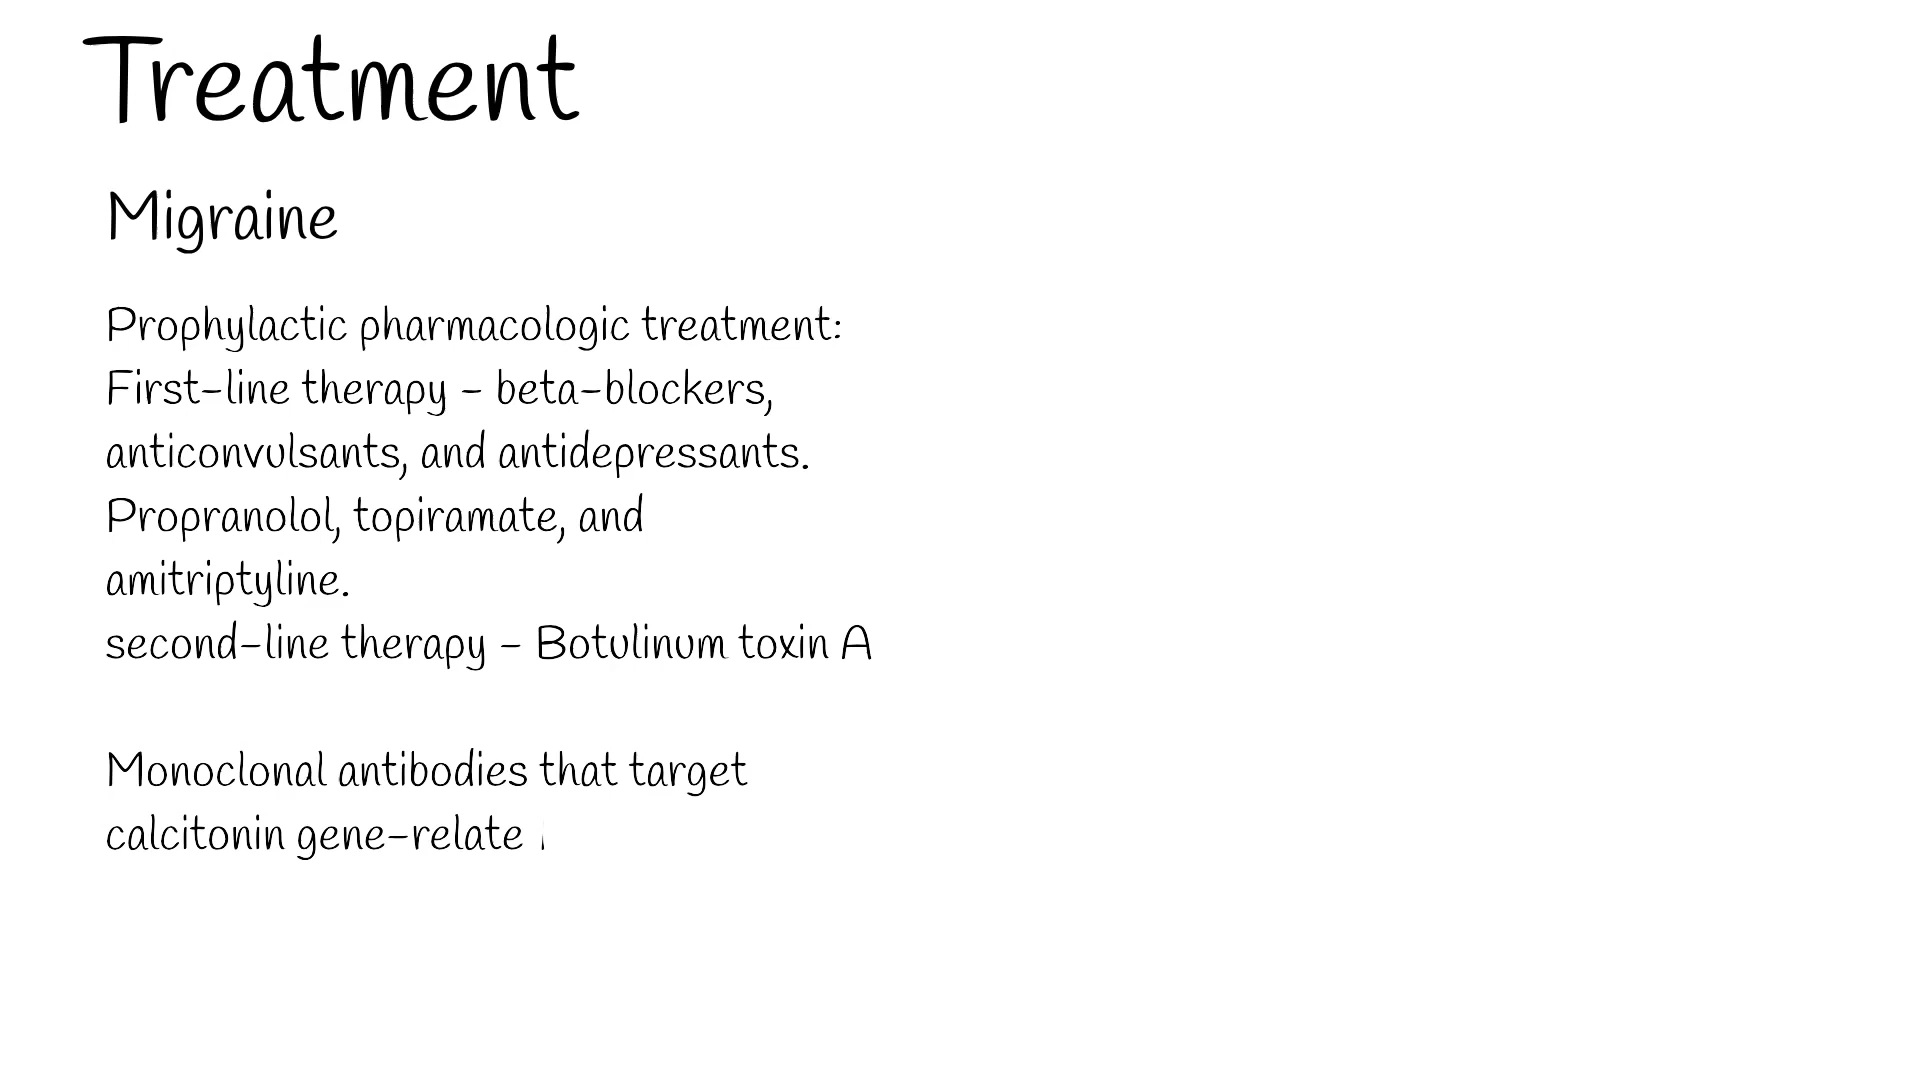 Treatment
Migraine
Prophylactic pharmacologic treatment:
First-line therapy - beta-blockers,
anticonvulsants, and antidepressants.
Propranolol, topiramate, and
amitriptyline.
second-line therapy - Botulinum toxin A
Monoclonal antibodies that target
calcitonin gene-relate